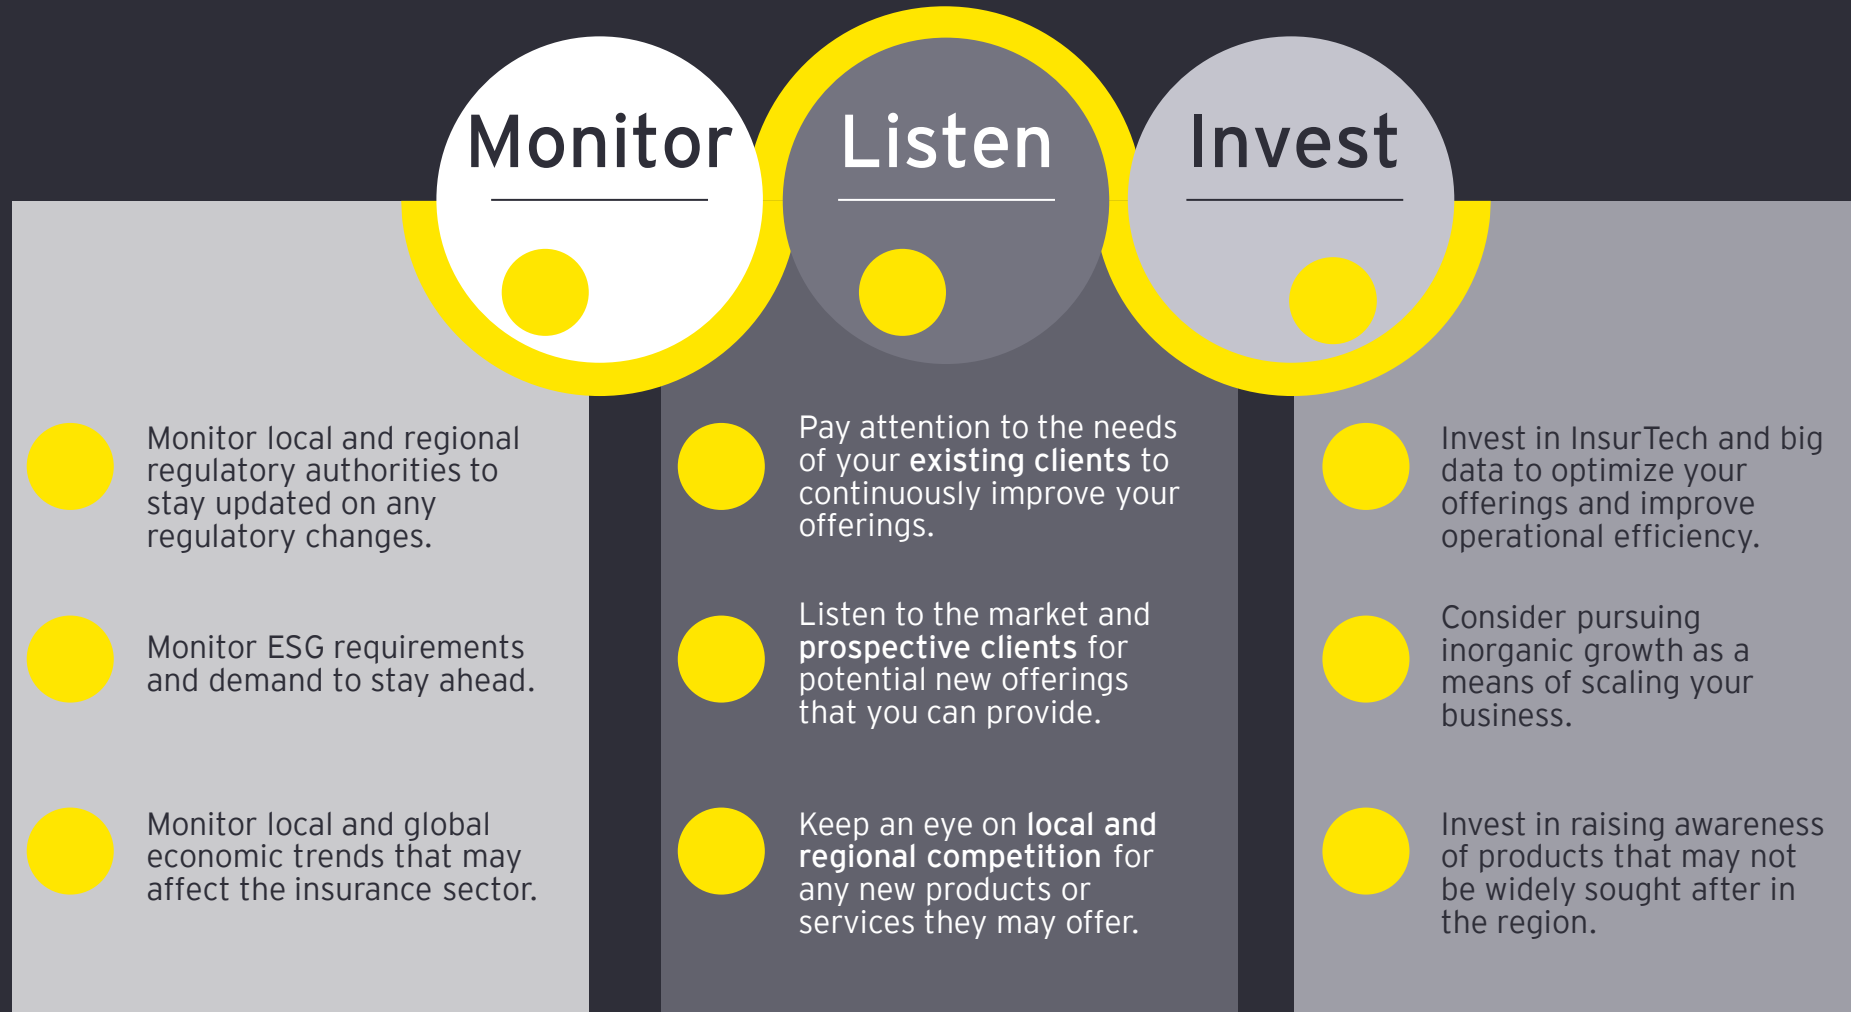 Monitor
Monitor local and regional
regulatory authorities to
stay updated on any
regulatory changes.
Monitor ESG requirements
and demand to stay ahead.
Monitor local and global
economic trends that may
affect the insurance sector.
Listen
Pay attention to the needs
of your existing clients to
continuously improve your
offerings.
Listen to the market and
prospective clients for
potential new offerings
that you can provide.
Keep an eye on local and
regional competition for
any new products or
services they may offer.
Invest
Invest in InsurTech and big
data to optimize your
offerings and improve
operational efficiency.
Consider pursuing
inorganic growth as a
means of scaling your
business.
Invest in raising awareness
of products that may not
be widely sought after in
the region.